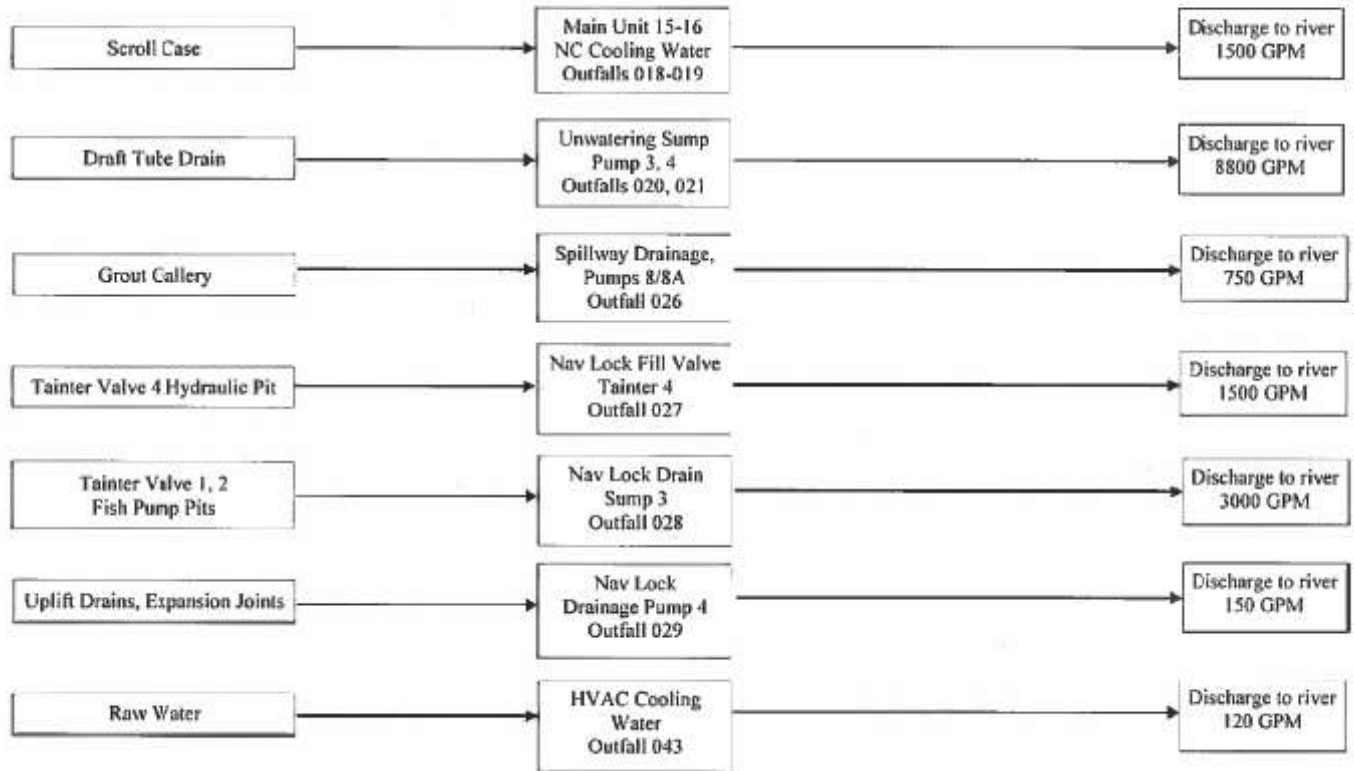 Scroll Case
Main Unit 15-16
NC Cooling Water
Outfalls 018-019
Discharge to river
1500 GPM
Draft Tube Drain
Unwatering Sump
Pump 3, 4
Outfalls 020, 021
Discharge to river
8800 GPM
Grout Callery
Spillway Drainage,
Pumps 8/8A
Outfall 026
Discharge to river
750 GPM
Tainter Valve 4 Hydraulic Pit
Nav Lock Fill Valve
Tainter 4
Outfall 027
Discharge to river
1500 GPM
Tainter Valve 1, 2
Fish Pump Pits
Nav Lock Drain
Sump 3
Outfall 028
Discharge to river
3000 GPM
Uplift Drains, Expansion Joints
Nav Lock
Drainage Pump 4
Outfall 029
Discharge to river
150 GPM
Raw Water
HVAC Cooling
Water
Outfall 043
Discharge to river
120 GPM